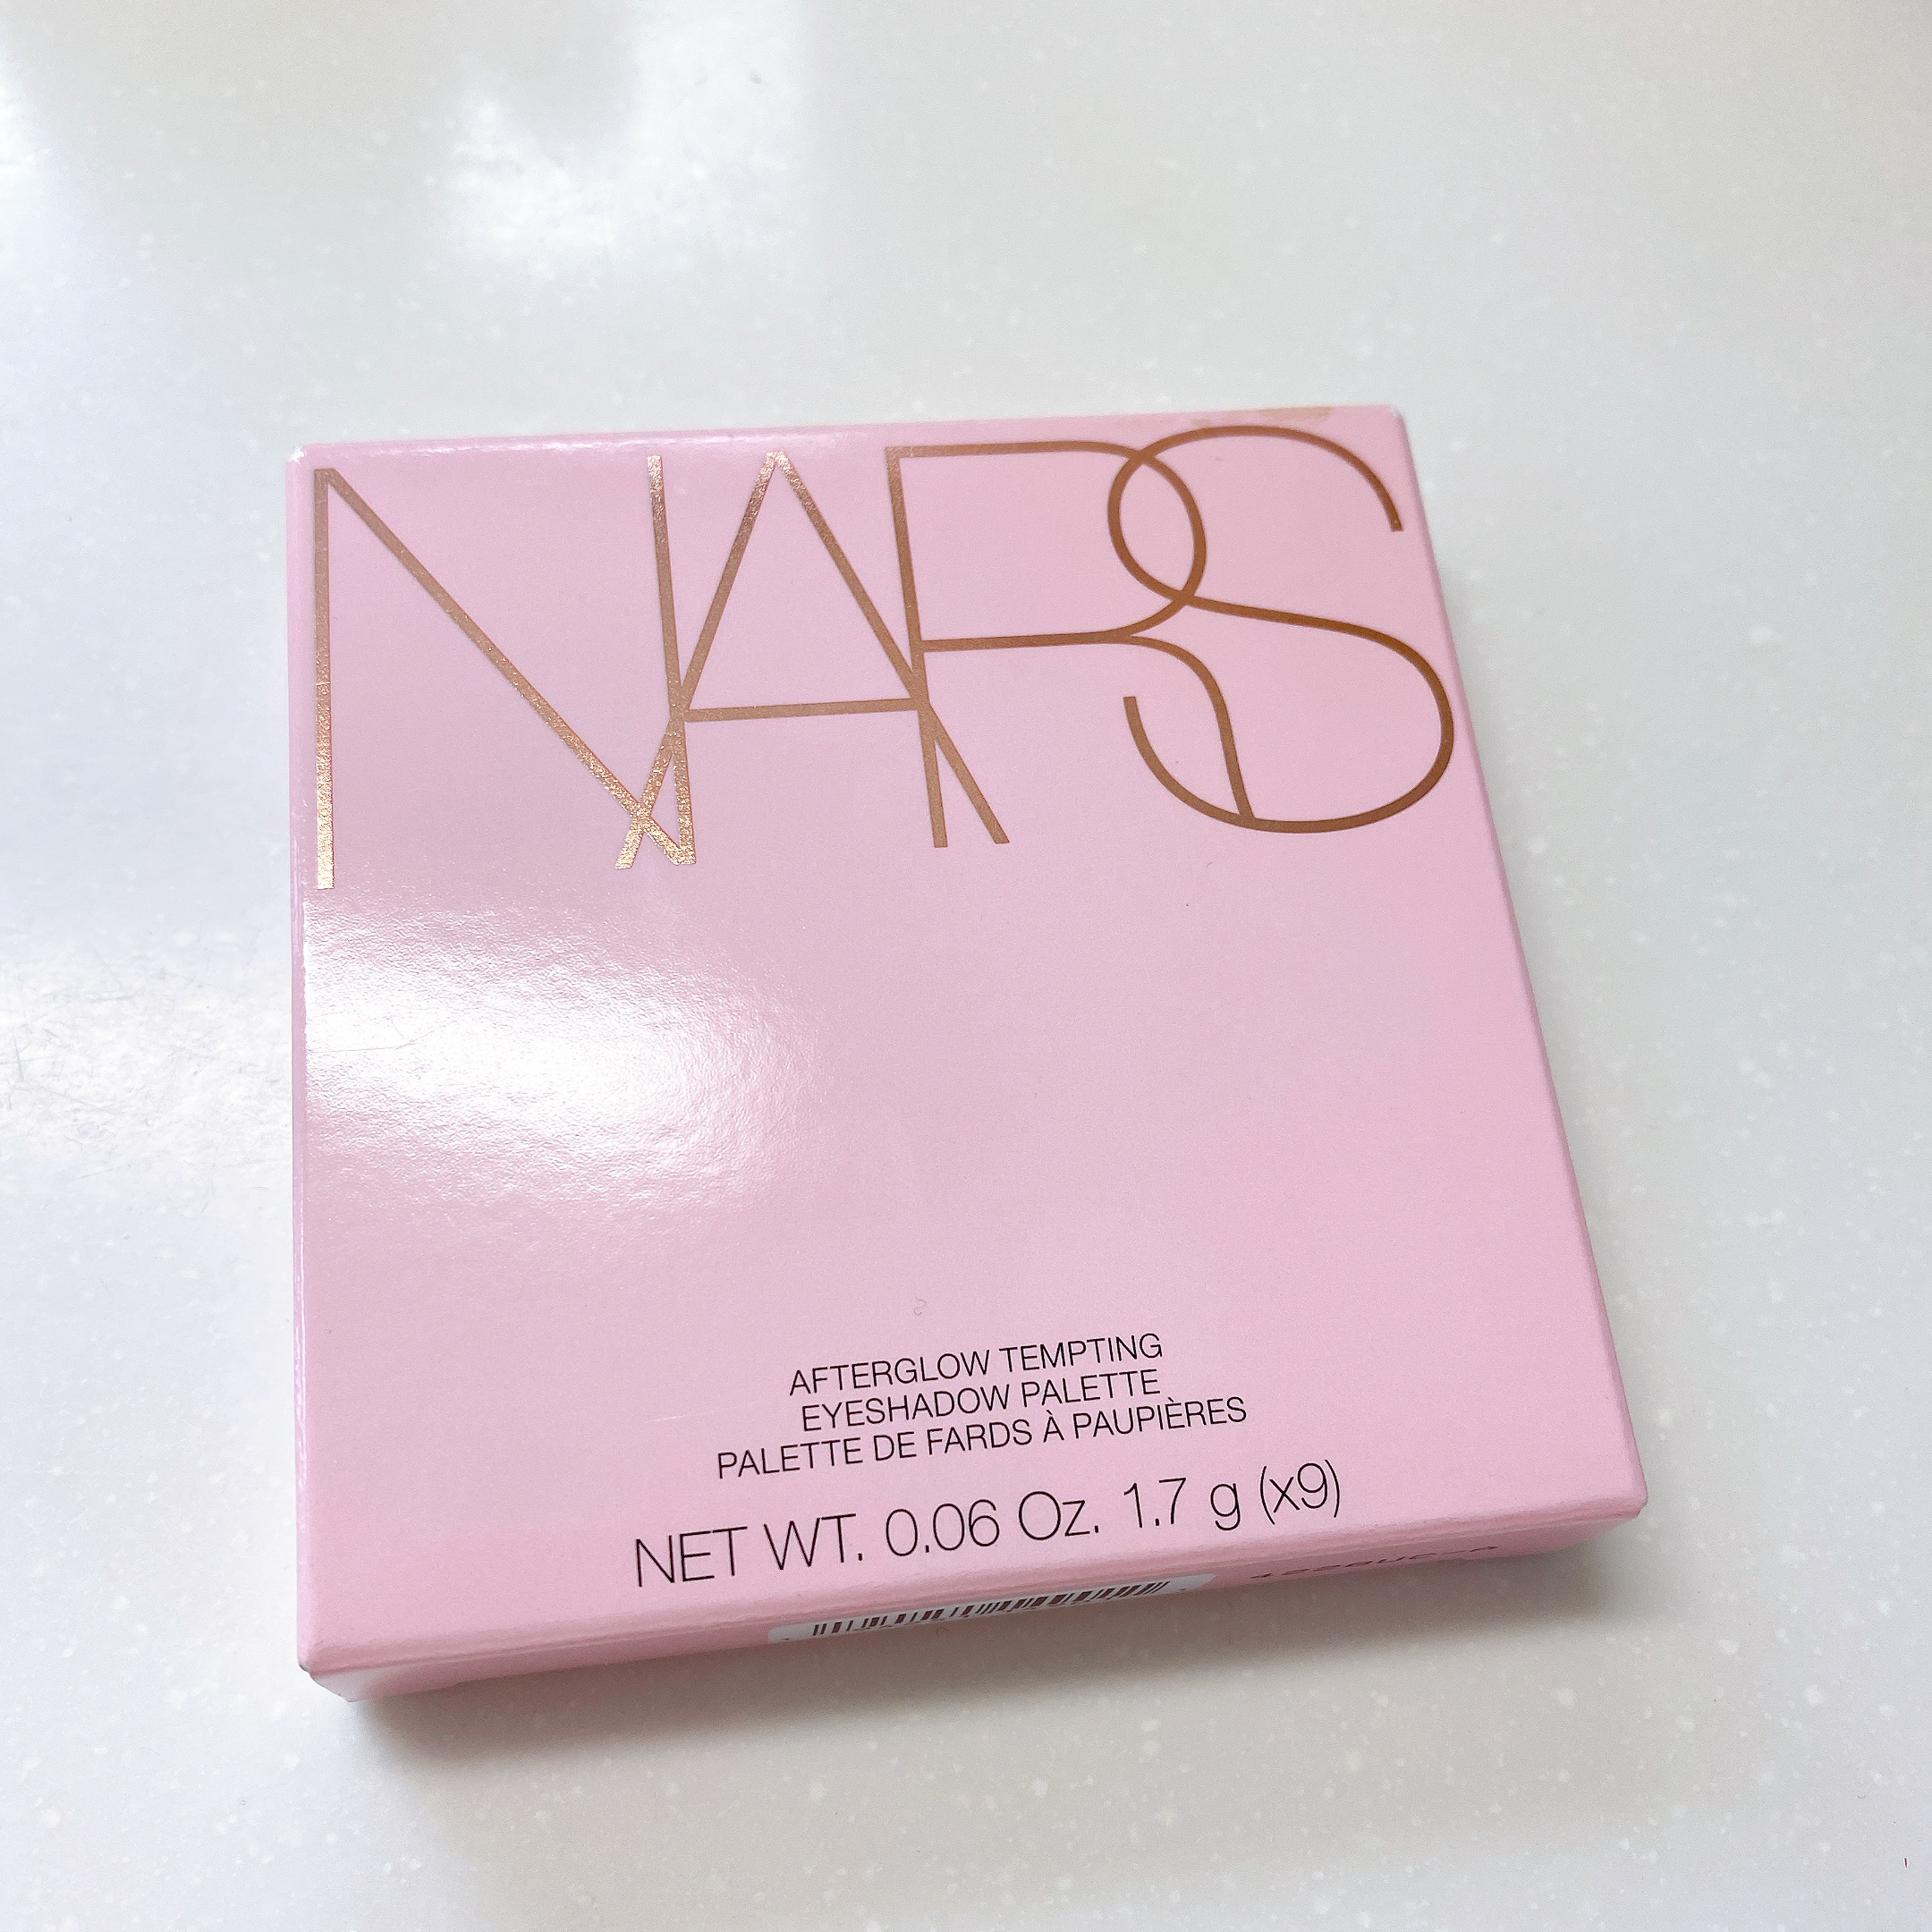 NARS
AFTERGLOW TEMPTING
EYESHADOW PALETTE
PALETTE DE FARDS À PAUPIÈRES
NET WT. 0.06 Oz. 1.7 g (x9)